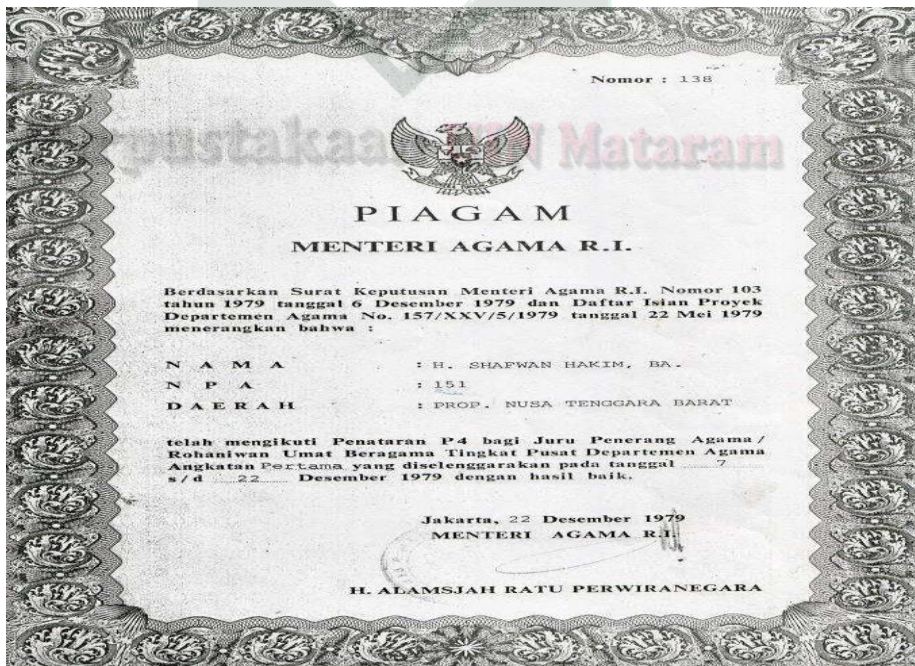 Nomor : 138
Perpustakaan UIN Mataram
PIAGAM
MENTERI AGAMA R.I.
Berdasarkan Surat Keputusan Menteri Agama R.I. Nomor 103
tahun 1979 tanggal 6 Desember 1979 dan Daftar Isian Proyek
Departemen Agama No. 157/XXV/5/1979 tanggal 22 Mei 1979
menerangkan bahwa :
N A M A : H. SHAFWAN HAKIM, BA.
N P A : 151
D A E R A H : PROP. NUSA TENGGARA BARAT
telah mengikuti Penataran P4 bagi Juru Penerang Agama/
Rohaniwan Umat Beragama Tingkat Pusat Departemen Agama
Angkatan Pertama yang diselenggarakan pada tanggal 7
s/d 22 Desember 1979 dengan hasil baik.
Jakarta, 22 Desember 1979
MENTERI AGAMA R.I.
H. ALAMSJAH RATU PERWIRANEGARA